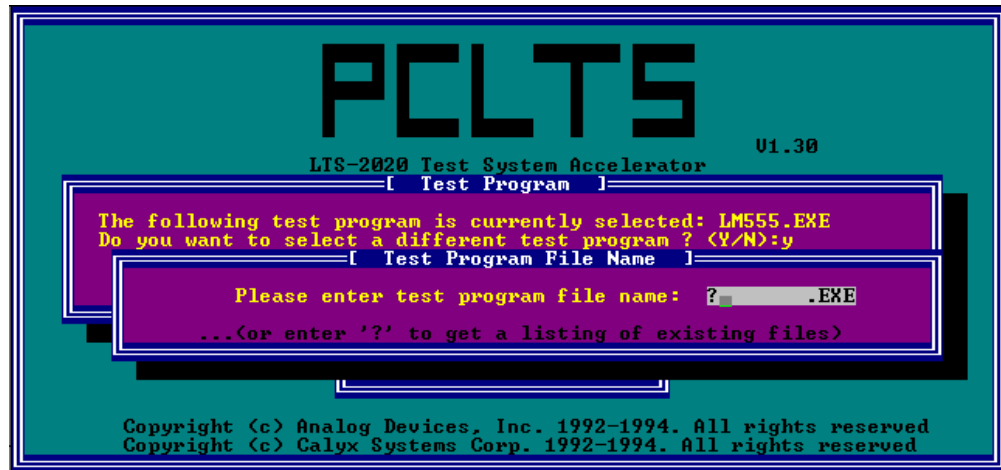 PCLTS
V1.30
LTS-2020 Test System Accelerator
[ Test Program ]
The following test program is currently selected: LM555.EXE
Do you want to select a different test program ? (Y/N):y
[ Test Program File Name ]
Please enter test program file name: ?_ .EXE
...(or enter '?' to get a listing of existing files)
Copyright (c) Analog Devices, Inc. 1992-1994. All rights reserved
Copyright (c) Calyx Systems Corp. 1992-1994. All rights reserved